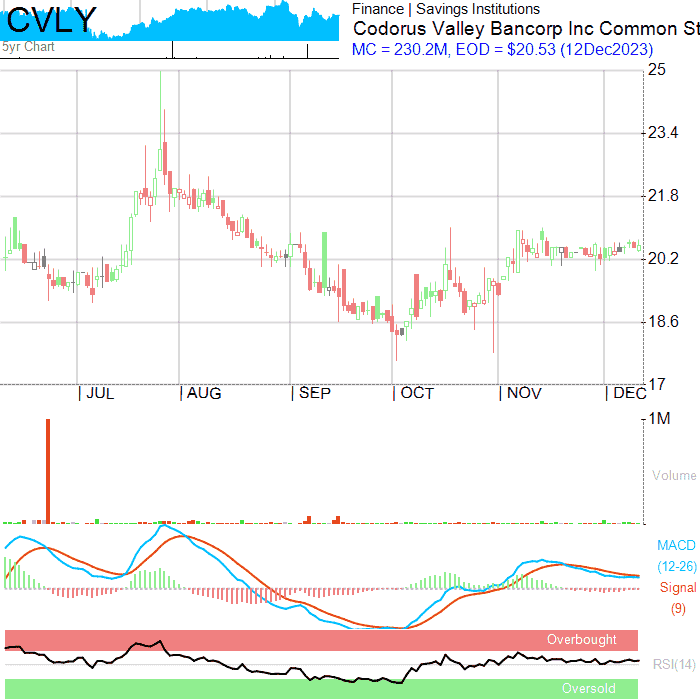 CVLY
5yr Chart
Finance | Savings Institutions
Codorus Valley Bancorp Inc Common St
MC = 230.2M, EOD = $20.53 (12Dec2023)
25
23.4
21.8
20.2
18.6
17
| JUL | AUG | SEP | OCT | NOV | DEC
1M
Volume
MACD
(12-26)
Signal
(9)
Overbought
RSI(14)
Oversold